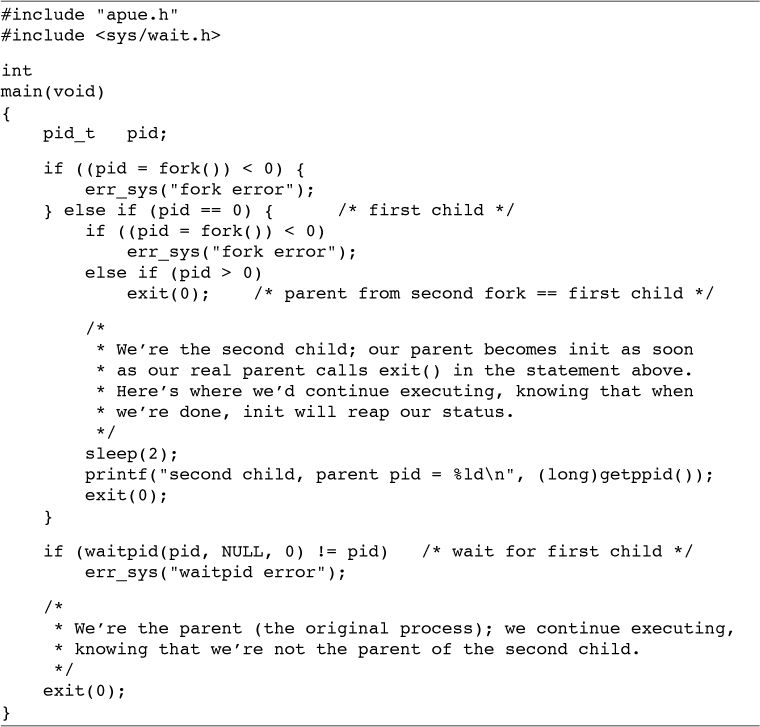 #include "apue.h"
#include <sys/wait.h>
int
main(void)
{
    pid_t   pid;
    if ((pid = fork()) < 0) {
        err_sys("fork error");
    } else if (pid == 0) {      /* first child */
        if ((pid = fork()) < 0)
            err_sys("fork error");
        else if (pid > 0)
            exit(0);    /* parent from second fork == first child */
        /*
         * We’re the second child; our parent becomes init as soon
         * as our real parent calls exit() in the statement above.
         * Here’s where we’d continue executing, knowing that when
         * we’re done, init will reap our status.
         */
        sleep(2);
        printf("second child, parent pid = %ld\n", (long)getppid());
        exit(0);
    }
    if (waitpid(pid, NULL, 0) != pid)   /* wait for first child */
        err_sys("waitpid error");
    /*
     * We’re the parent (the original process); we continue executing,
     * knowing that we’re not the parent of the second child.
     */
    exit(0);
}